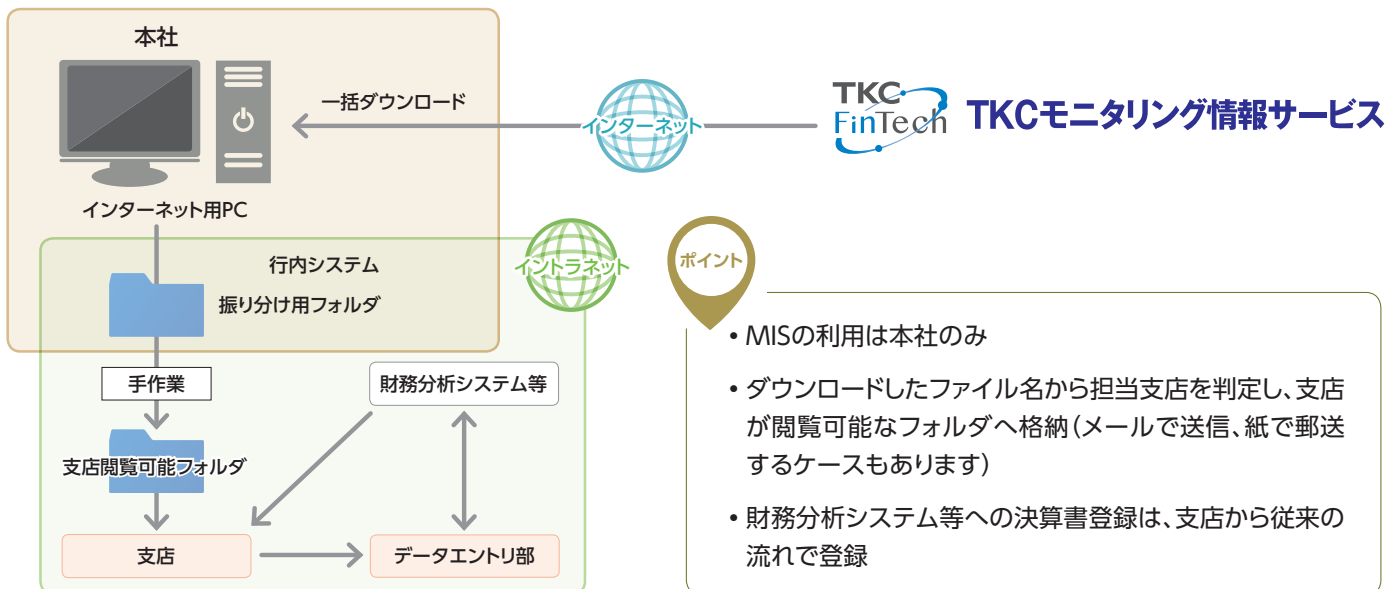 本社
一括ダウンロード
インターネット
TKC
FinTech
TKCモニタリング情報サービス
インターネット用PC
イントラネット
行内システム
振り分け用フォルダ
手作業
財務分析システム等
支店閲覧可能フォルダ
支店
データエントリ部
ポイント
• MISの利用は本社のみ
• ダウンロードしたファイル名から担当支店を判定し、支店
が閲覧可能なフォルダへ格納（メールで送信、紙で郵送
するケースもあります）
• 財務分析システム等への決算書登録は、支店から従来の
流れで登録